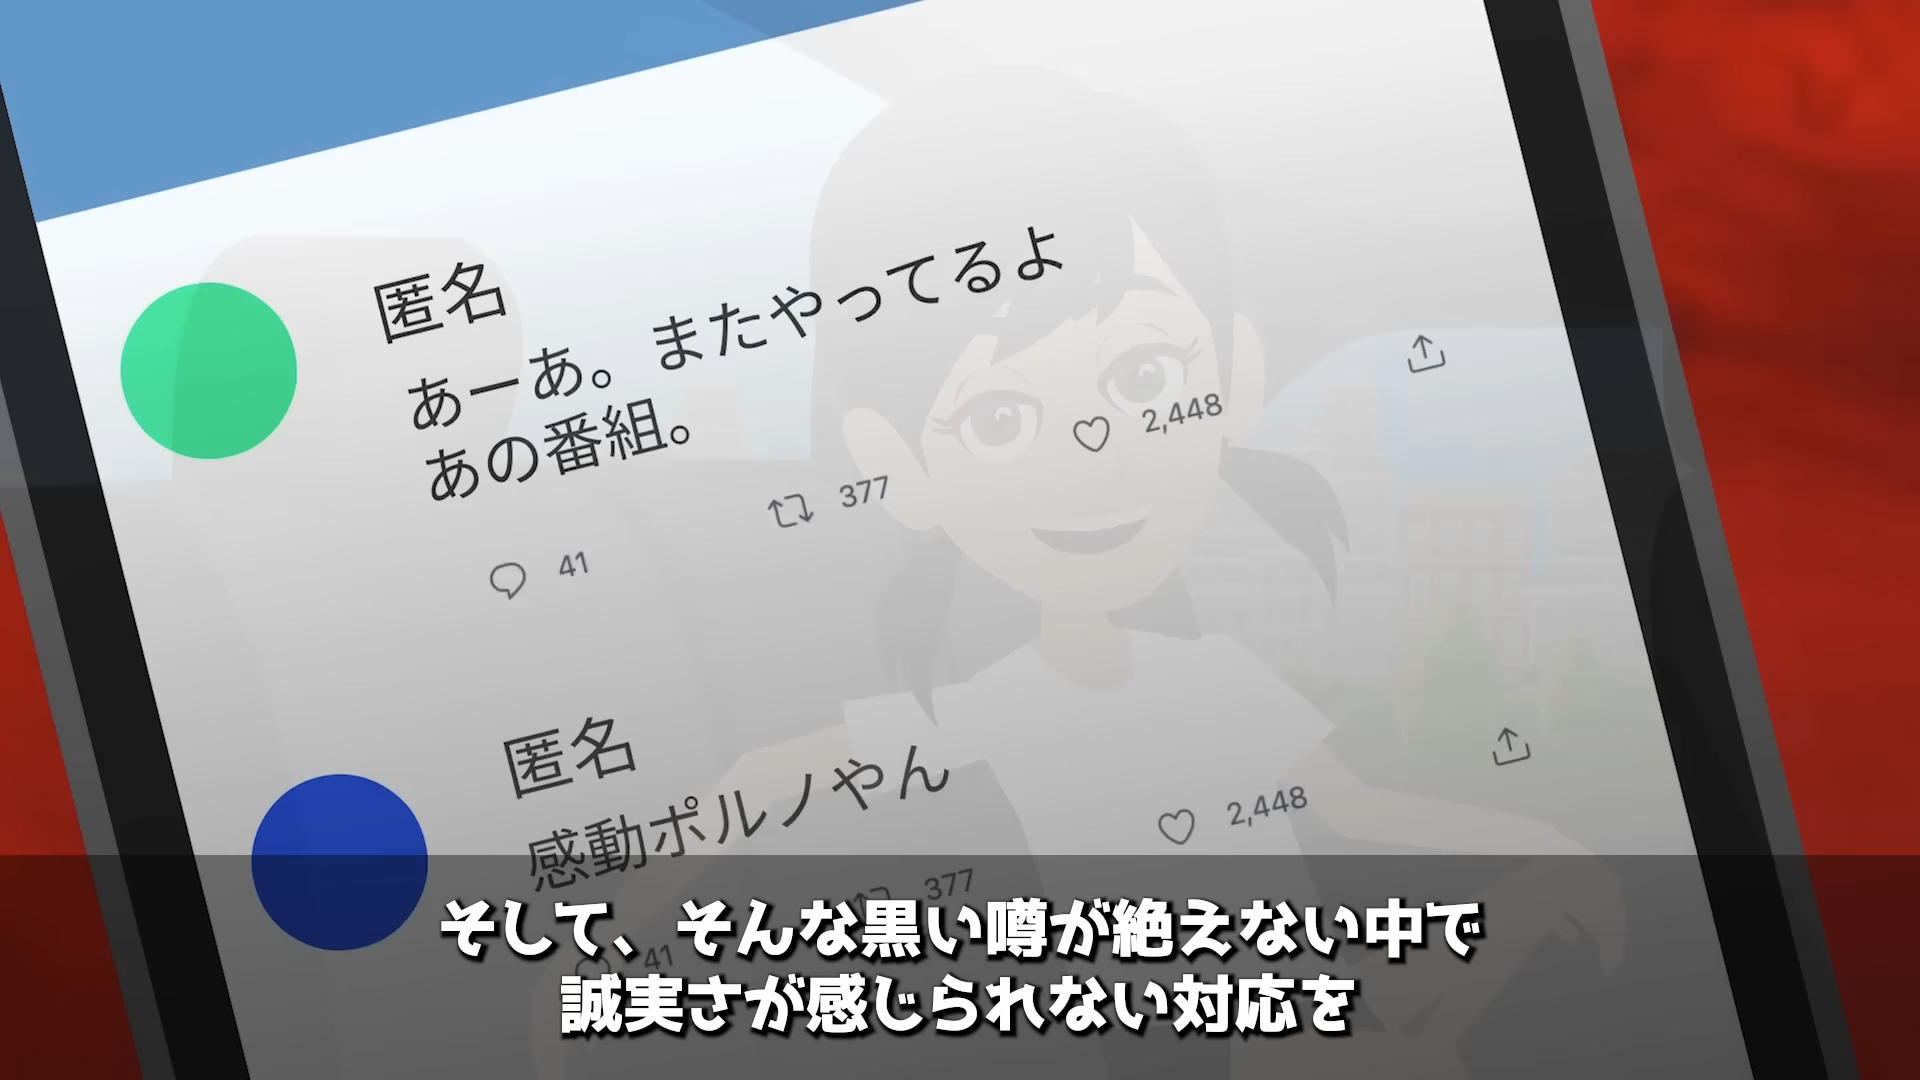 匿名
あーあ。またやってるよ
あの番組。
41
377
2,448
匿名
感動ポルノやん
41
377
2,448
そして、そんな黒い噂が絶えない中で
誠実さが感じられない対応を